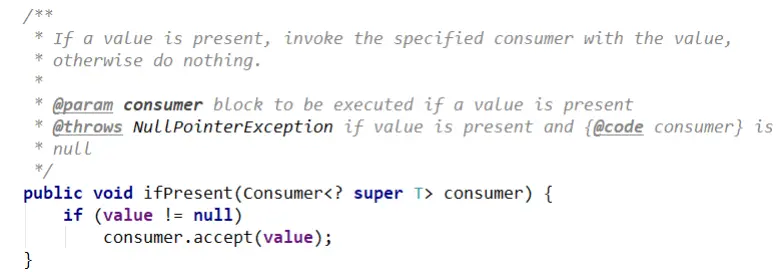 /**
 * If a value is present, invoke the specified consumer with the value,
 * otherwise do nothing.
 *
 * @param consumer block to be executed if a value is present
 * @throws NullPointerException if value is present and {@code consumer} is
 * null
 */
public void ifPresent(Consumer<? super T> consumer) {
    if (value != null)
        consumer.accept(value);
}